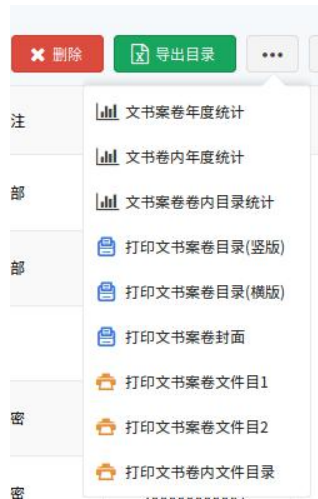 删除 导出目录 •••
注
文书案卷年度统计
文书卷内年度统计
部
文书案卷卷内目录统计
打印文书案卷目录(竖版)
部
打印文书案卷目录(横版)
打印文书案卷封面
打印文书案卷文件目1
密
打印文书案卷文件目2
打印文书卷内文件目录
密